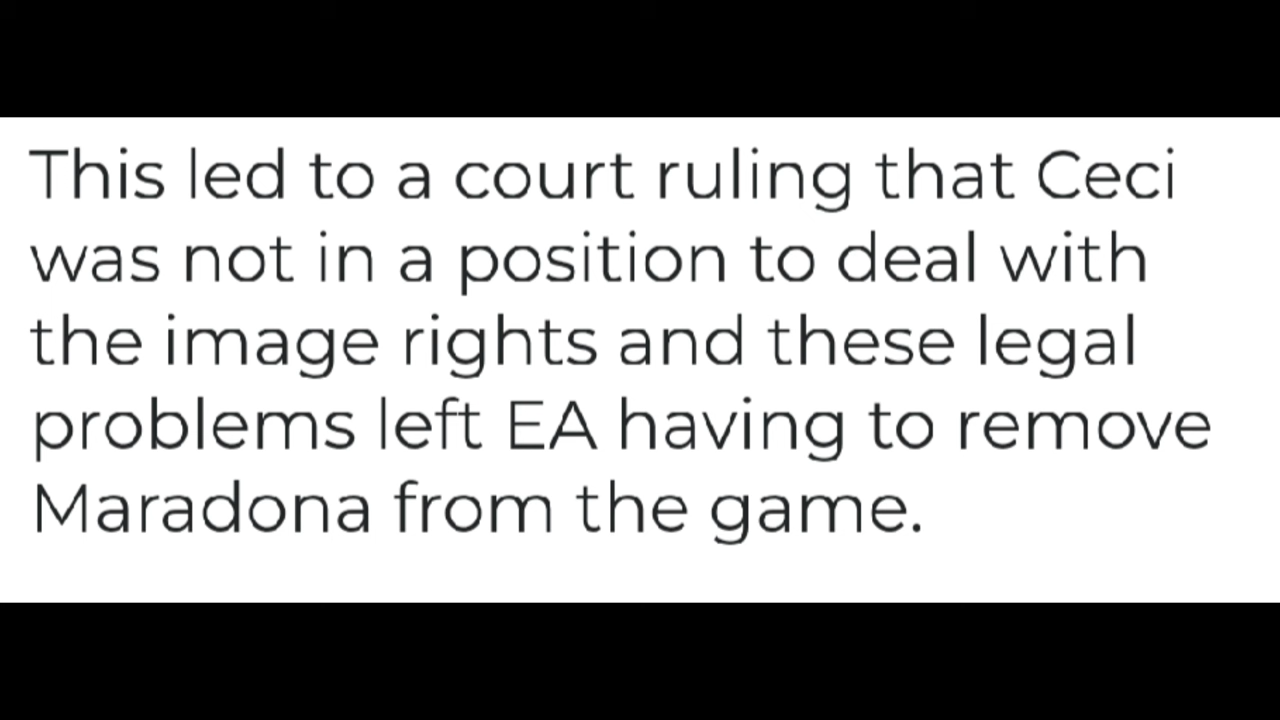 This led to a court ruling that Ceci
was not in a position to deal with
the image rights and these legal
problems left EA having to remove
Maradona from the game.